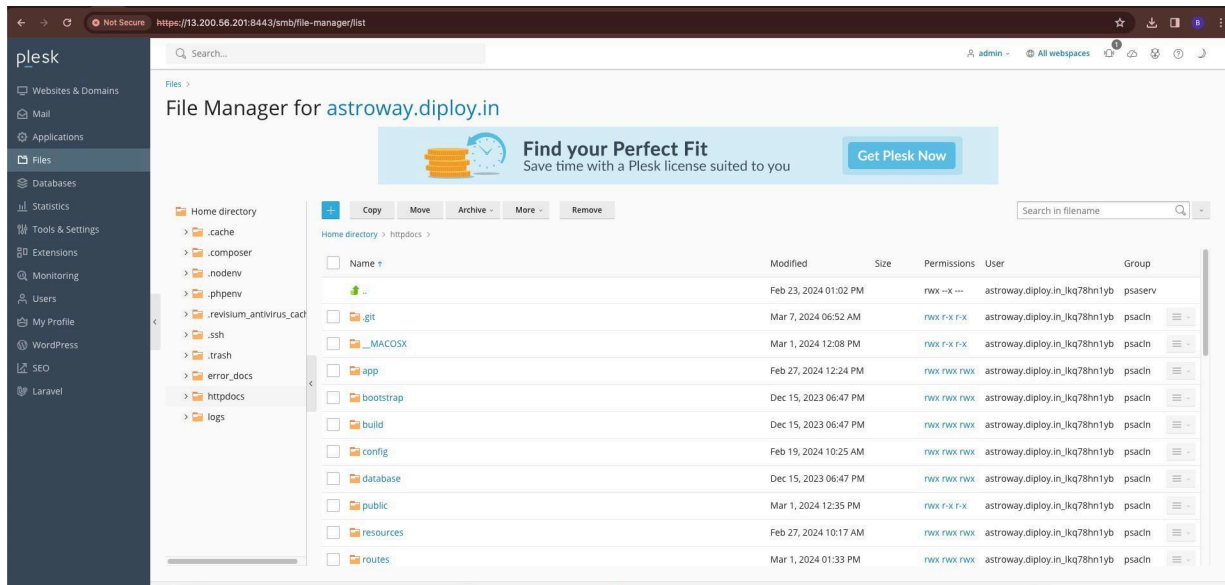 Not Secure https://13.200.56.201:8443/smb/file-manager/list B
plesk
Websites & Domains
Mail
Applications
Files
Databases
Statistics
Tools & Settings
Extensions
Monitoring
Users
My Profile
WordPress
SEO
Laravel
Search... admin All webspaces 1
Files >
File Manager for astroway.diploy.in
Find your Perfect Fit
Save time with a Plesk license suited to you
Get Plesk Now
Home directory
.cache
.composer
.nodenv
.phpenv
.revisium_antivirus_cach
.ssh
.trash
error_docs
httpdocs
logs
+ Copy Move Archive More Remove Search in filename
Home directory > httpdocs >
Name Modified Size Permissions User Group
.. Feb 23, 2024 01:02 PM rwx --x --- astroway.diploy.in_lkq78hn1yb psaserv
.git Mar 7, 2024 06:52 AM rwx r-x r-x astroway.diploy.in_lkq78hn1yb psacln
__MACOSX Mar 1, 2024 12:08 PM rwx r-x r-x astroway.diploy.in_lkq78hn1yb psacln
app Feb 27, 2024 12:24 PM rwx rwx rwx astroway.diploy.in_lkq78hn1yb psacln
bootstrap Dec 15, 2023 06:47 PM rwx rwx rwx astroway.diploy.in_lkq78hn1yb psacln
build Dec 15, 2023 06:47 PM rwx rwx rwx astroway.diploy.in_lkq78hn1yb psacln
config Feb 19, 2024 10:25 AM rwx rwx rwx astroway.diploy.in_lkq78hn1yb psacln
database Dec 15, 2023 06:47 PM rwx rwx rwx astroway.diploy.in_lkq78hn1yb psacln
public Mar 1, 2024 12:35 PM rwx r-x r-x astroway.diploy.in_lkq78hn1yb psacln
resources Feb 27, 2024 10:17 AM rwx rwx rwx astroway.diploy.in_lkq78hn1yb psacln
routes Mar 1, 2024 01:33 PM rwx rwx rwx astroway.diploy.in_lkq78hn1yb psacln